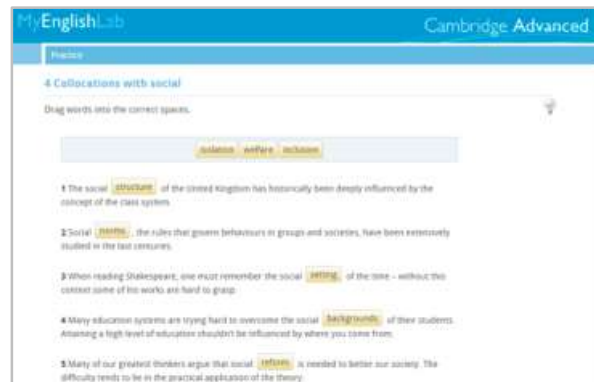 MyEnglishLab
Cambridge Advanced
Practice
4 Collocations with social
Drag words into the correct spaces.
isolation welfare inclusion
1 The social structure of the United Kingdom has historically been deeply influenced by the
concept of the class system.
2 Social norms, the rules that govern behaviours in groups and societies, have been extensively
studied in the last centuries.
3 When reading Shakespeare, one must remember the social setting of the time – without this
context some of his works are hard to grasp.
4 Many education systems are trying hard to overcome the social backgrounds of their students.
Attaining a high level of education shouldn't be influenced by where you come from.
5 Many of our greatest thinkers argue that social reform is needed to better our society. The
difficulty tends to be in the practical application of the theory.